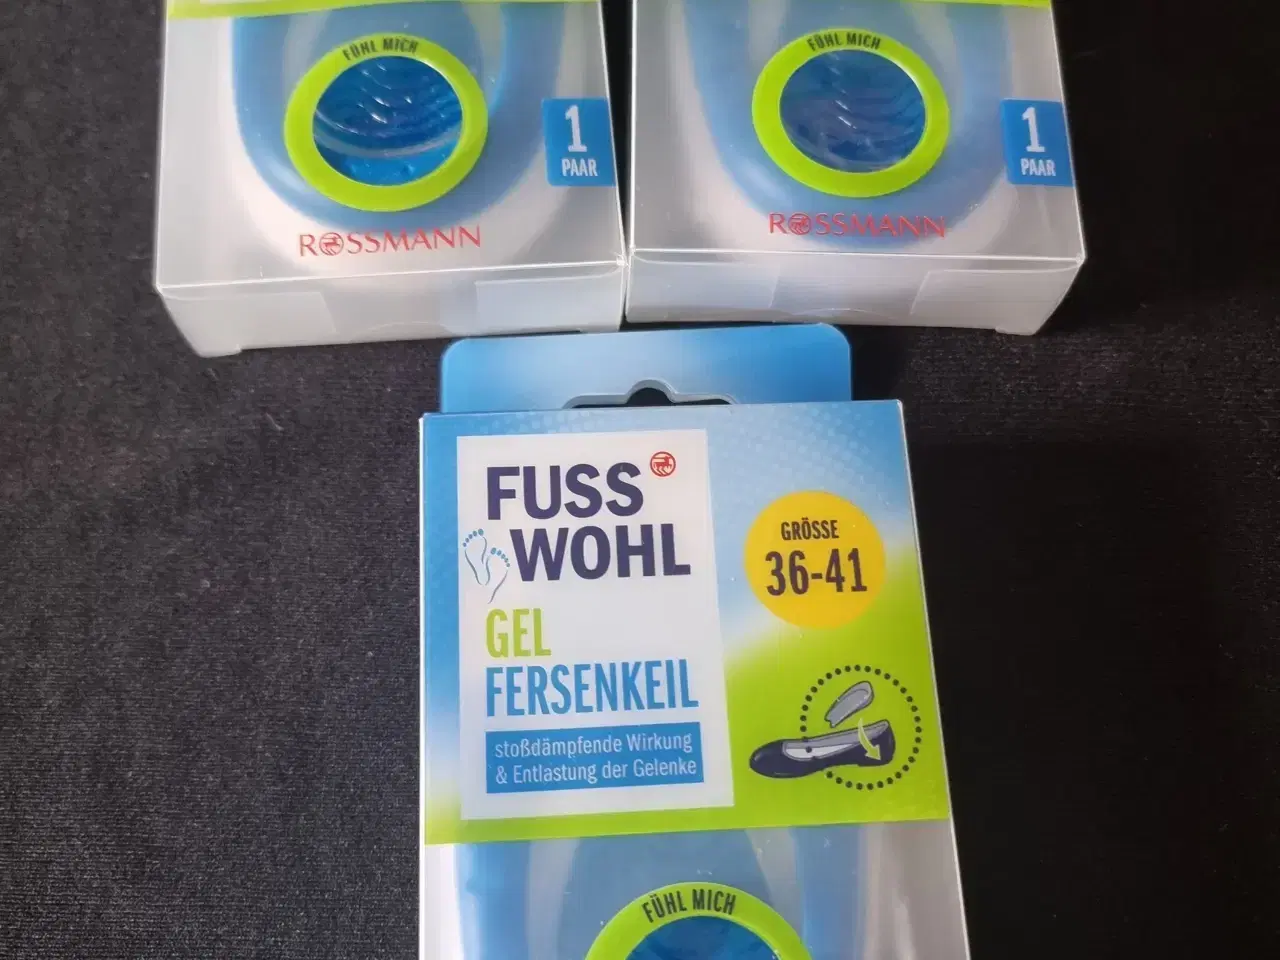 FÜHL MICH
1
PAAR
ROSSMANN
FÜHL MICH
1
PAAR
ROSSMANN
FUSS
WOHL
GEL
FERSENKEIL
stoßdämpfende Wirkung
& Entlastung der Gelenke
GRÖSSE
36-41
FÜHL MICH